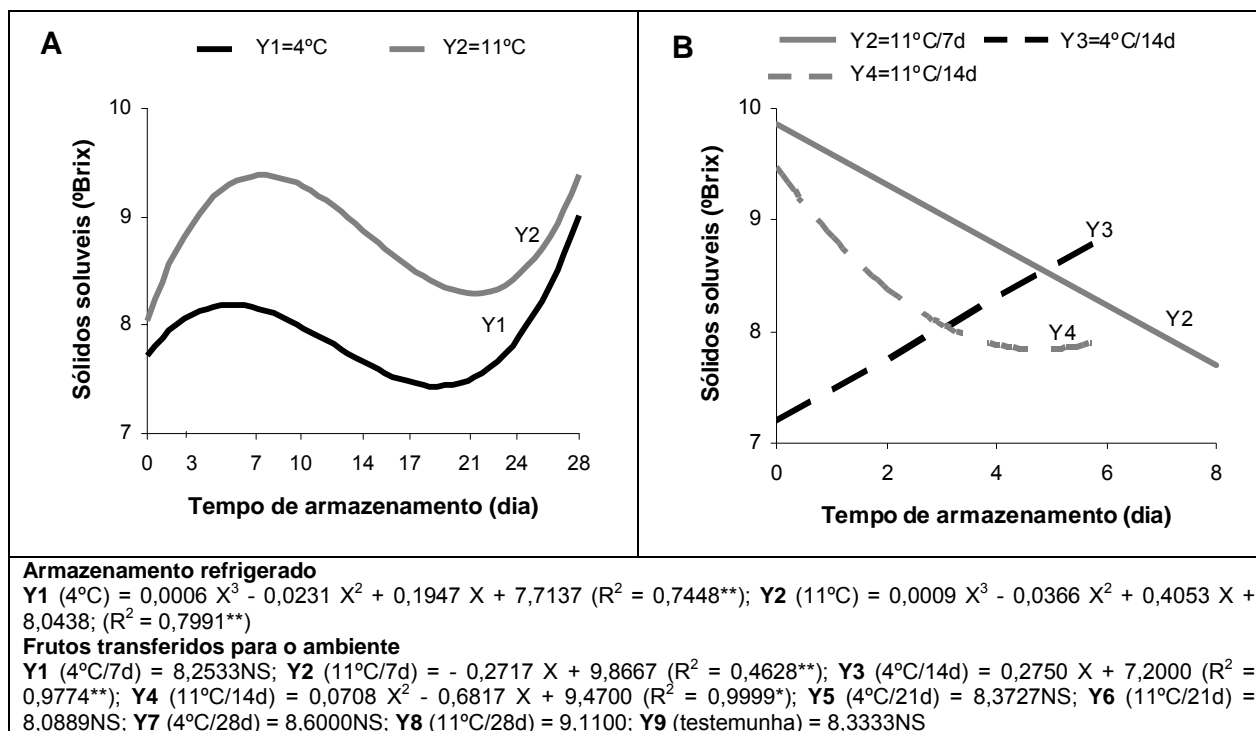 A
Y1=4ºC
Y2=11ºC
Sólidos soluveis (ºBrix)
10
9
8
7
Y2
Y1
0 3 7 10 14 17 21 24 28
Tempo de armazenamento (dia)
B
Y2=11ºC/7d
Y3=4ºC/14d
Y4=11ºC/14d
Sólidos soluveis (ºBrix)
10
9
8
7
Y3
Y4
Y2
0 2 4 6 8
Tempo de armazenamento (dia)
Armazenamento refrigerado
Y1 (4ºC) = 0,0006 X³ - 0,0231 X² + 0,1947 X + 7,7137 (R² = 0,7448**); Y2 (11ºC) = 0,0009 X³ - 0,0366 X² + 0,4053 X +
8,0438; (R² = 0,7991**)
Frutos transferidos para o ambiente
Y1 (4ºC/7d) = 8,2533NS; Y2 (11ºC/7d) = - 0,2717 X + 9,8667 (R² = 0,4628**); Y3 (4ºC/14d) = 0,2750 X + 7,2000 (R² =
0,9774**); Y4 (11ºC/14d) = 0,0708 X² - 0,6817 X + 9,4700 (R² = 0,9999*); Y5 (4ºC/21d) = 8,3727NS; Y6 (11ºC/21d) =
8,0889NS; Y7 (4ºC/28d) = 8,6000NS; Y8 (11ºC/28d) = 9,1100; Y9 (testemunha) = 8,3333NS